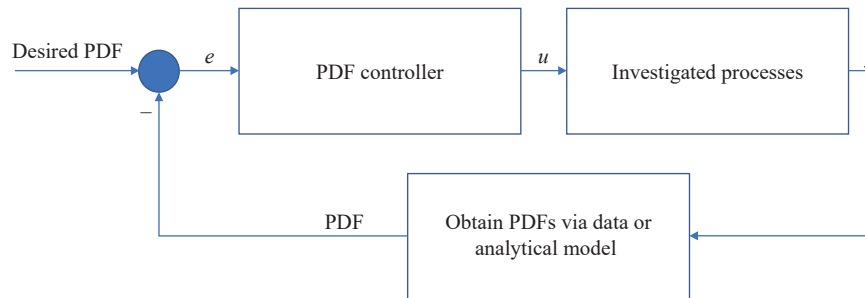 Desired PDF
e
PDF controller
u
Investigated processes
−
PDF
Obtain PDFs via data or
analytical model